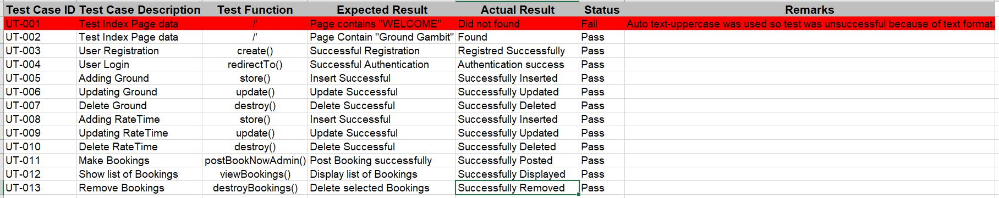 Test Case ID Test Case Description Test Function Expected Result Actual Result Status Remarks
UT-001 Test Index Page data /' Page contains "WELCOME" Did not found Fail Auto text-uppercase was used so test was unsuccessful because of text format.
UT-002 Test Index Page data /' Page Contain "Ground Gambit" Found Pass
UT-003 User Registration create() Successful Registration Registred Successfully Pass
UT-004 User Login redirectTo() Successful Authentication Authentication success Pass
UT-005 Adding Ground store() Insert Successful Successfully Inserted Pass
UT-006 Updating Ground update() Update Successful Successfully Updated Pass
UT-007 Delete Ground destroy() Delete Successful Successfully Deleted Pass
UT-008 Adding RateTime store() Insert Successful Successfully Inserted Pass
UT-009 Updating RateTime update() Update Successful Successfully Updated Pass
UT-010 Delete RateTime destroy() Delete Successful Successfully Deleted Pass
UT-011 Make Bookings postBookNowAdmin() Post Booking successfully Successfully Posted Pass
UT-012 Show list of Bookings viewBookings() Display list of Bookings Successfully Displayed Pass
UT-013 Remove Bookings destroyBookings() Delete selected Bookings Successfully Removed Pass